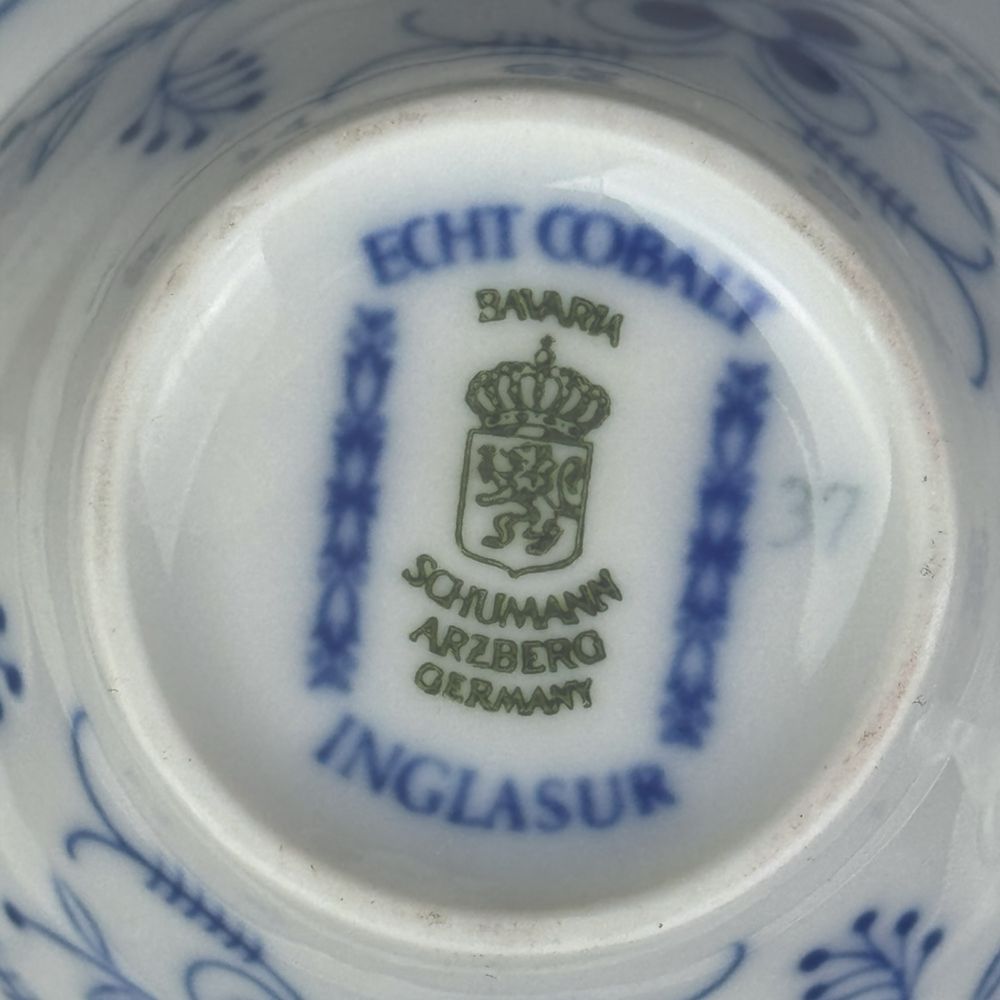 ECHT COBALT
BAVARIA
SCHUMANN
ARZBERG
GERMANY
37
INGLASUR